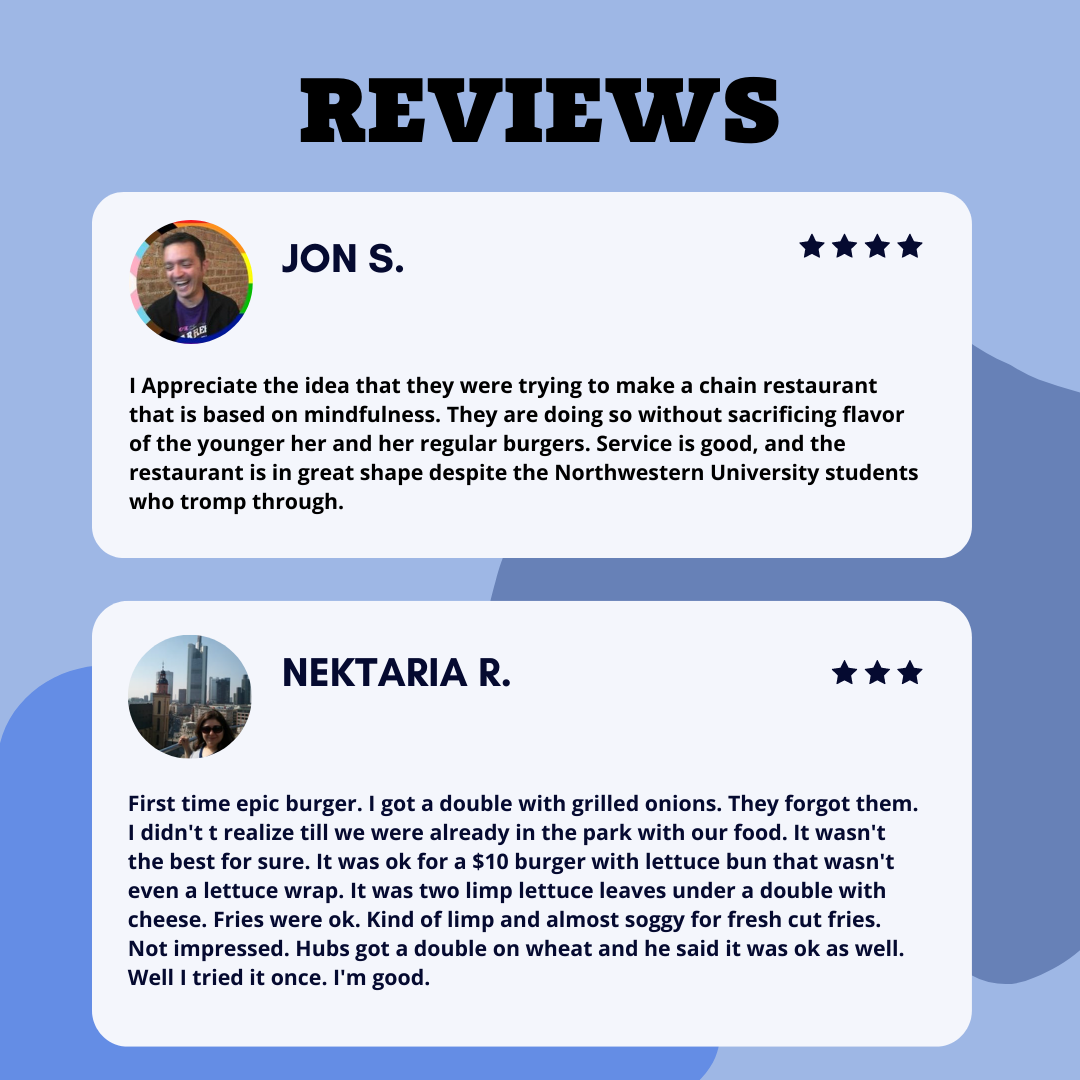 REVIEWS
JON S.
I Appreciate the idea that they were trying to make a chain restaurant
that is based on mindfulness. They are doing so without sacrificing flavor
of the younger her and her regular burgers. Service is good, and the
restaurant is in great shape despite the Northwestern University students
who tromp through.
NEKTARIA R.
First time epic burger. I got a double with grilled onions. They forgot them.
I didn't t realize till we were already in the park with our food. It wasn't
the best for sure. It was ok for a $10 burger with lettuce bun that wasn't
even a lettuce wrap. It was two limp lettuce leaves under a double with
cheese. Fries were ok. Kind of limp and almost soggy for fresh cut fries.
Not impressed. Hubs got a double on wheat and he said it was ok as well.
Well I tried it once. I'm good.